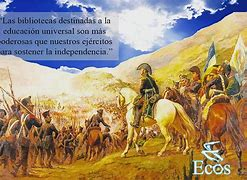 "Las bibliotecas destinadas a la
educación universal son más
poderosas que nuestros ejércitos
para sostener la independencia."
Ecos